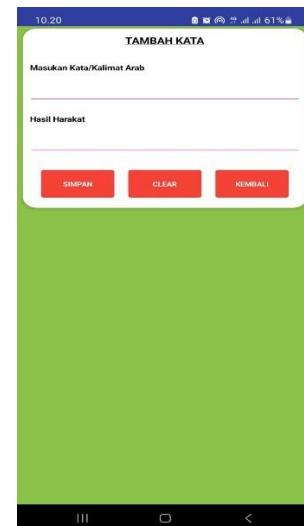 10.20 61%
TAMBAH KATA
Masukan Kata/Kalimat Arab
Hasil Harakat
SIMPAN CLEAR KEMBALI